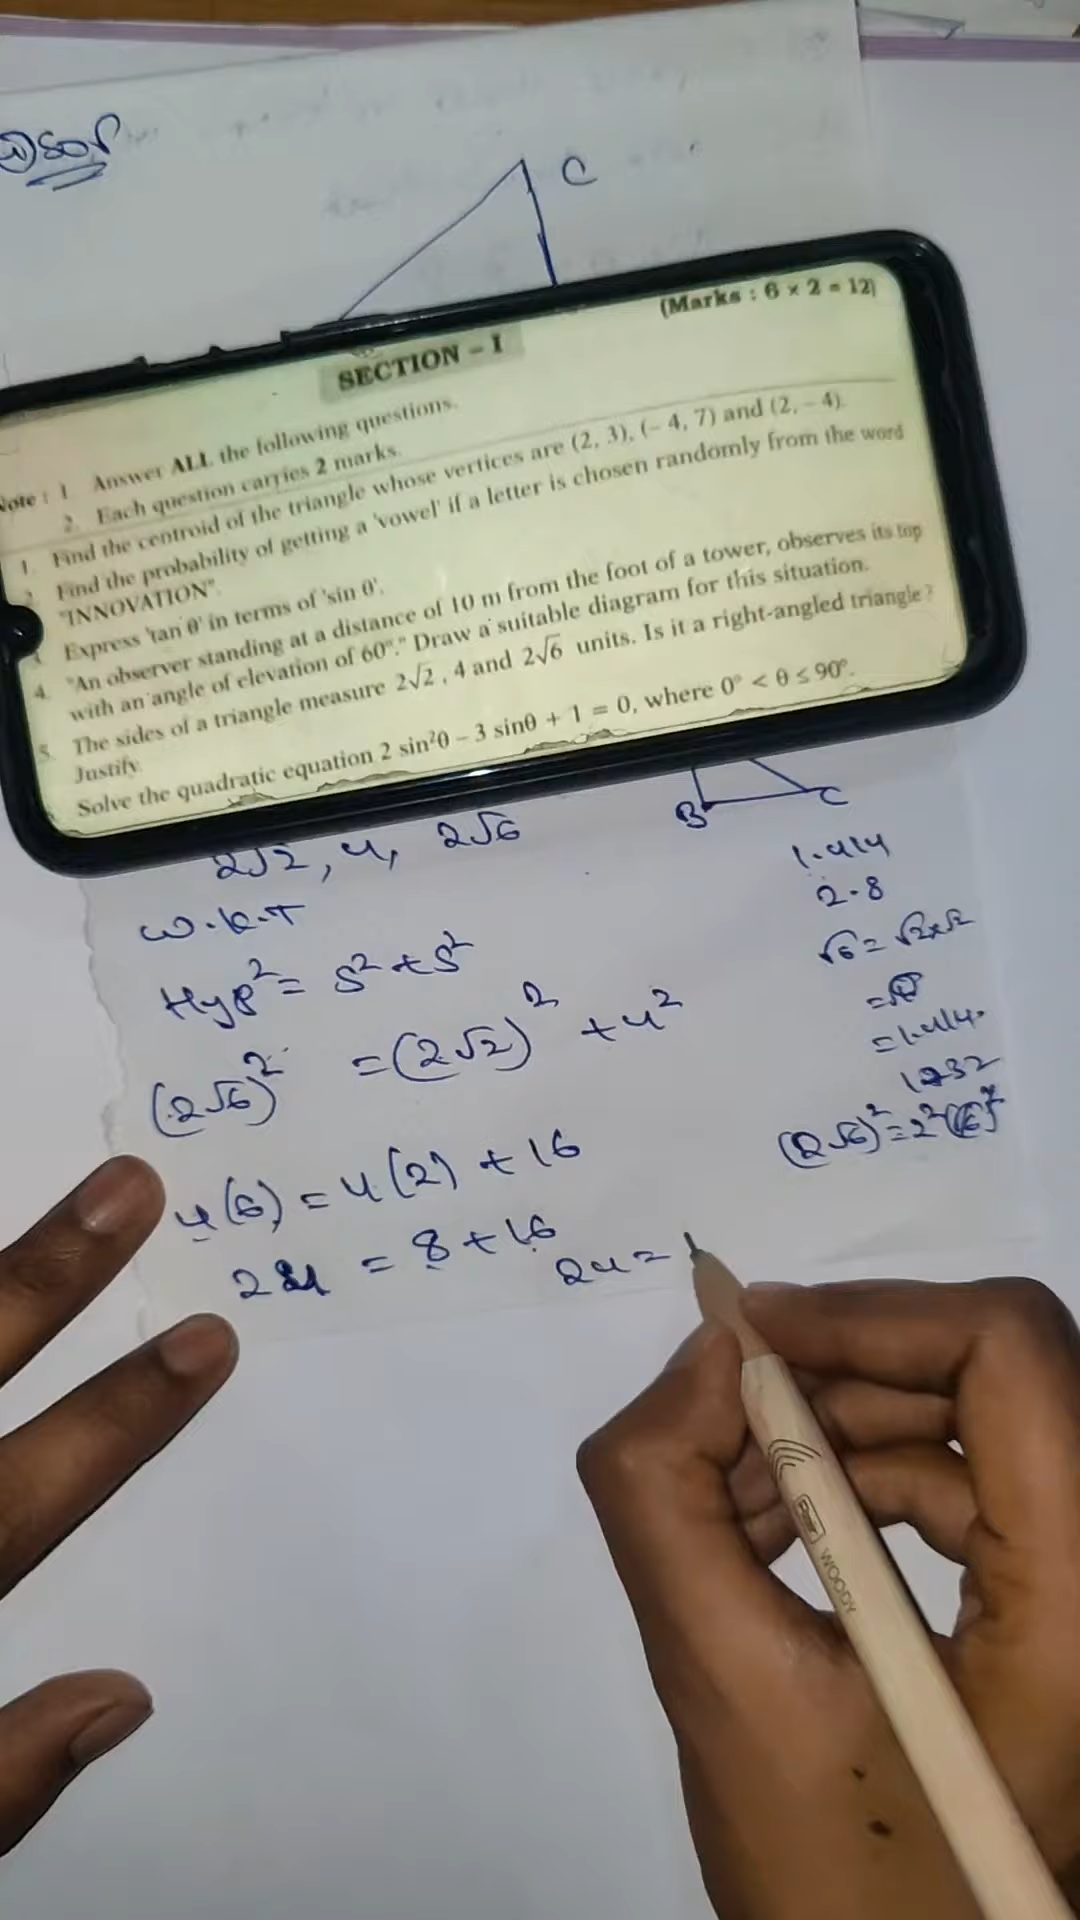 Sol
C
(Marks : 6 × 2 = 12)
SECTION – I
Note : 1 Answer ALL the following questions.
2. Each question carries 2 marks.
1. Find the centroid of the triangle whose vertices are (2, 3), (– 4, 7) and (2, – 4).
2. Find the probability of getting a 'vowel' if a letter is chosen randomly from the word
"INNOVATION".
Express 'tan θ' in terms of 'sin θ'.
4. "An observer standing at a distance of 10 m from the foot of a tower, observes its top
with an angle of elevation of 60°." Draw a suitable diagram for this situation.
5. The sides of a triangle measure 2√2 , 4 and 2√6 units. Is it a right-angled triangle?
Justify.
Solve the quadratic equation 2 sin²θ – 3 sinθ + 1 = 0, where 0° < θ ≤ 90°.
B C
2√2, 4, 2√6
1.414
W.K.T
2.8
Hyp² = S² + S²
√6 = √2×√2
(2√6)² = (2√2)² + 4²
= 1.414
1.732
4(6) = 4(2) + 16
(2√6)² = 2²(√6)²
24 = 8 + 16
24 =
Pair WOODY